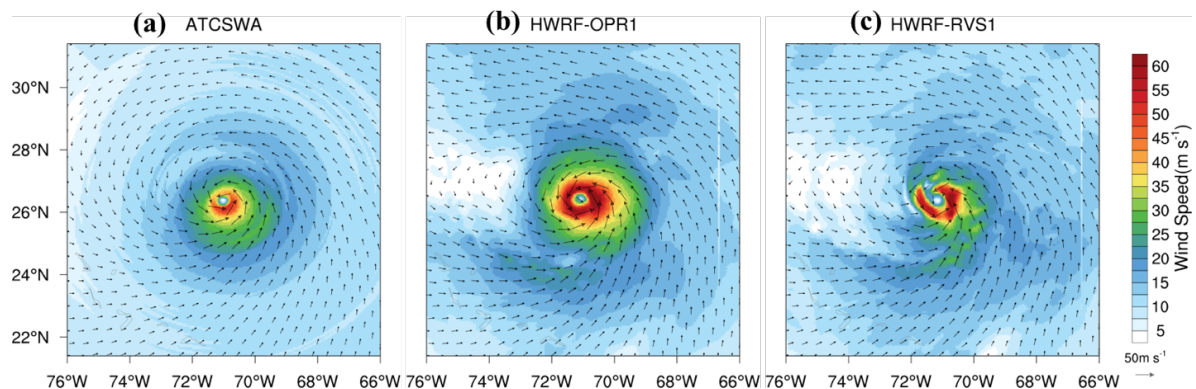 (a) ATCSWA
(b) HWRF-OPR1
(c) HWRF-RVS1
30°N
28°N
26°N
24°N
22°N
76°W 74°W 72°W 70°W 68°W 66°W
76°W 74°W 72°W 70°W 68°W 66°W
76°W 74°W 72°W 70°W 68°W 66°W
60
55
50
45
40
35
30
25
20
15
10
5
Wind Speed(m s⁻¹)
50m s⁻¹